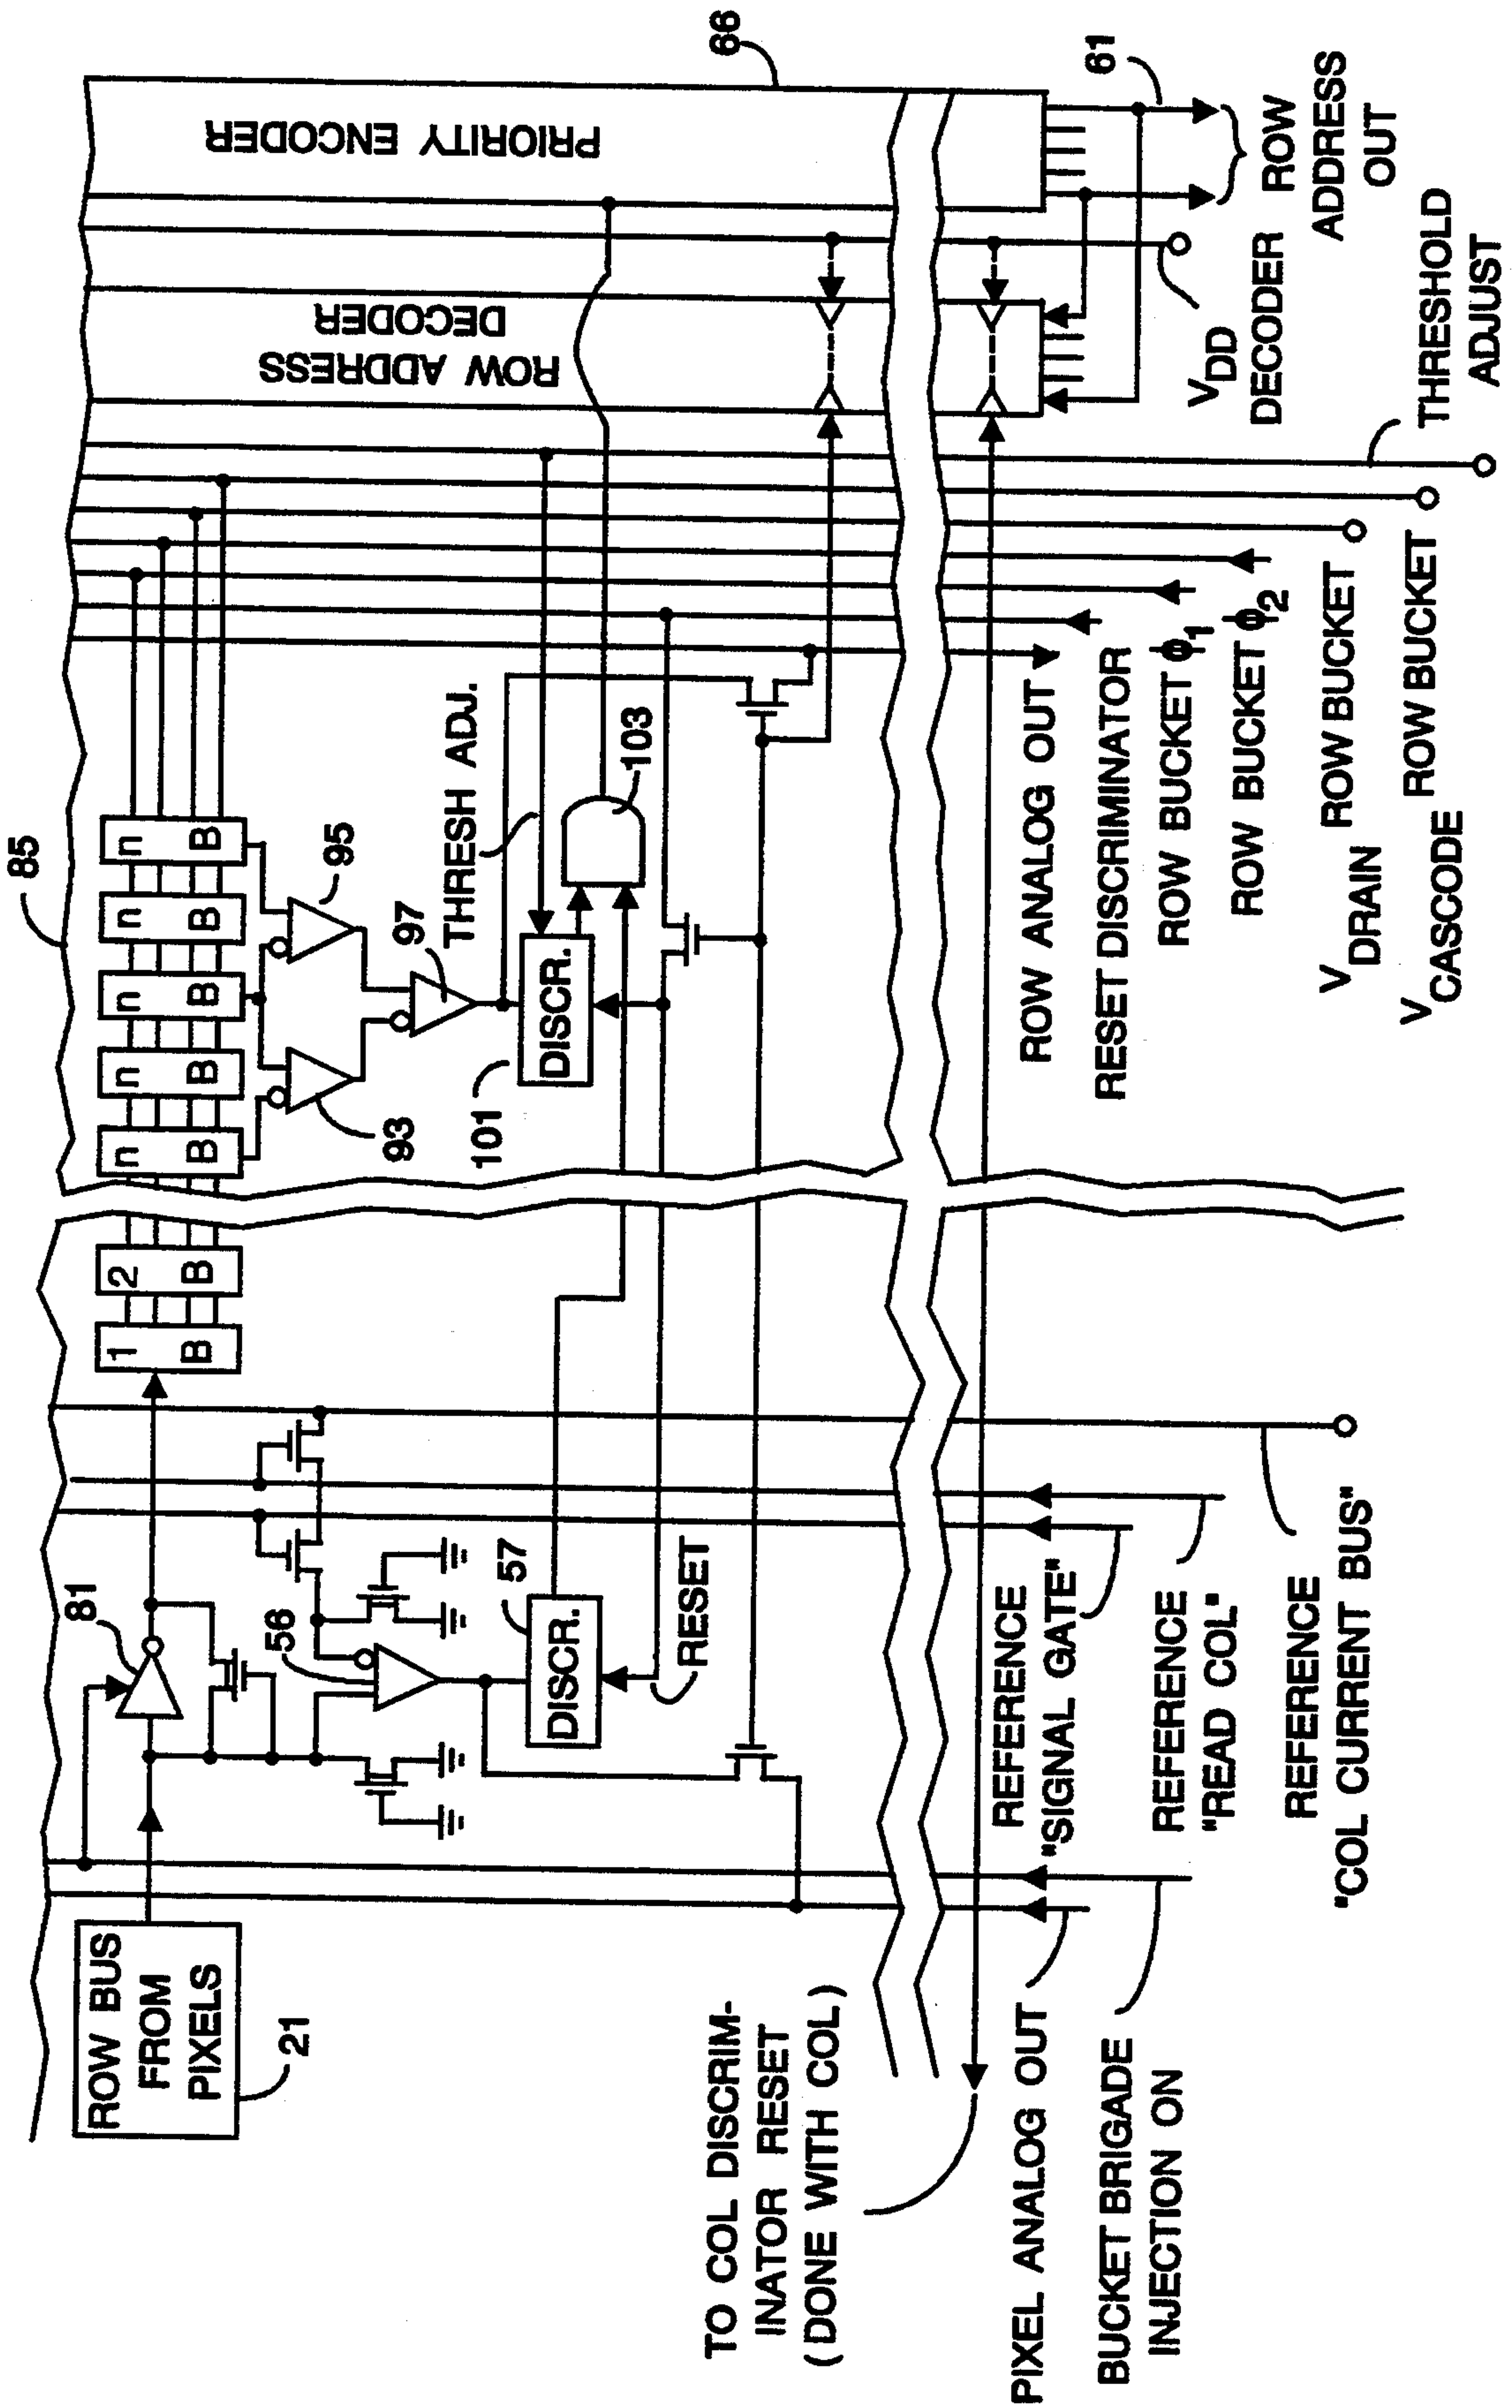 ROW BUS
FROM
PIXELS
21
81
56
57
DISCR.
RESET
1
B
2
B
n
B
n
B
n
B
n
B
n
B
85
93
95
97
101
DISCR.
THRESH ADJ.
103
ROW ADDRESS
DECODER
PRIORITY ENCODER
66
61
TO COL DISCRIM-
INATOR RESET
(DONE WITH COL)
PIXEL ANALOG OUT
BUCKET BRIGADE
INJECTION ON
REFERENCE
"SIGNAL GATE"
REFERENCE
"READ COL"
REFERENCE
"COL CURRENT BUS"
ROW ANALOG OUT
RESET DISCRIMINATOR
ROW BUCKET ϕ1
ROW BUCKET ϕ2
VDRAIN ROW BUCKET
VCASCODE ROW BUCKET
THRESHOLD
ADJUST
VDD
DECODER
ROW
ADDRESS
OUT